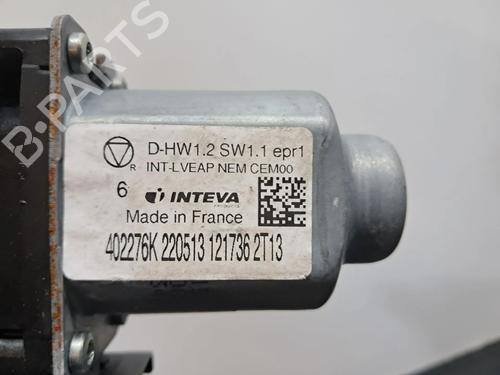 B-PARTS
D-HW1.2 SW1.1 epr1
R INT-LVEAP NEM CEM00
6 INTEVA
PRODUCTS
Made in France
402276K 220513 121736 2T13